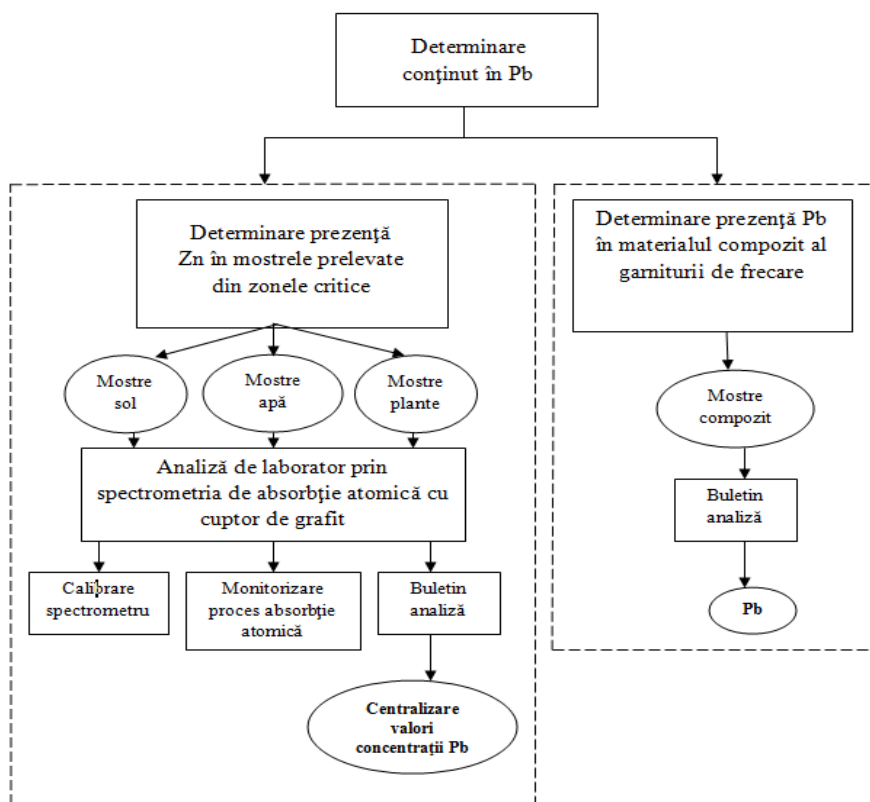 Determinare
conţinut în Pb
Determinare prezenţă
Zn în mostrele prelevate
din zonele critice
Determinare prezenţă Pb
în materialul compozit al
garniturii de frecare
Mostre
sol
Mostre
apă
Mostre
plante
Mostre
compozit
Analiză de laborator prin
spectrometria de absorbţie atomică cu
cuptor de grafit
Buletin
analiză
Calibrare
spectrometru
Monitorizare
proces absorbţie
atomică
Buletin
analiză
Pb
Centralizare
valori
concentraţii Pb